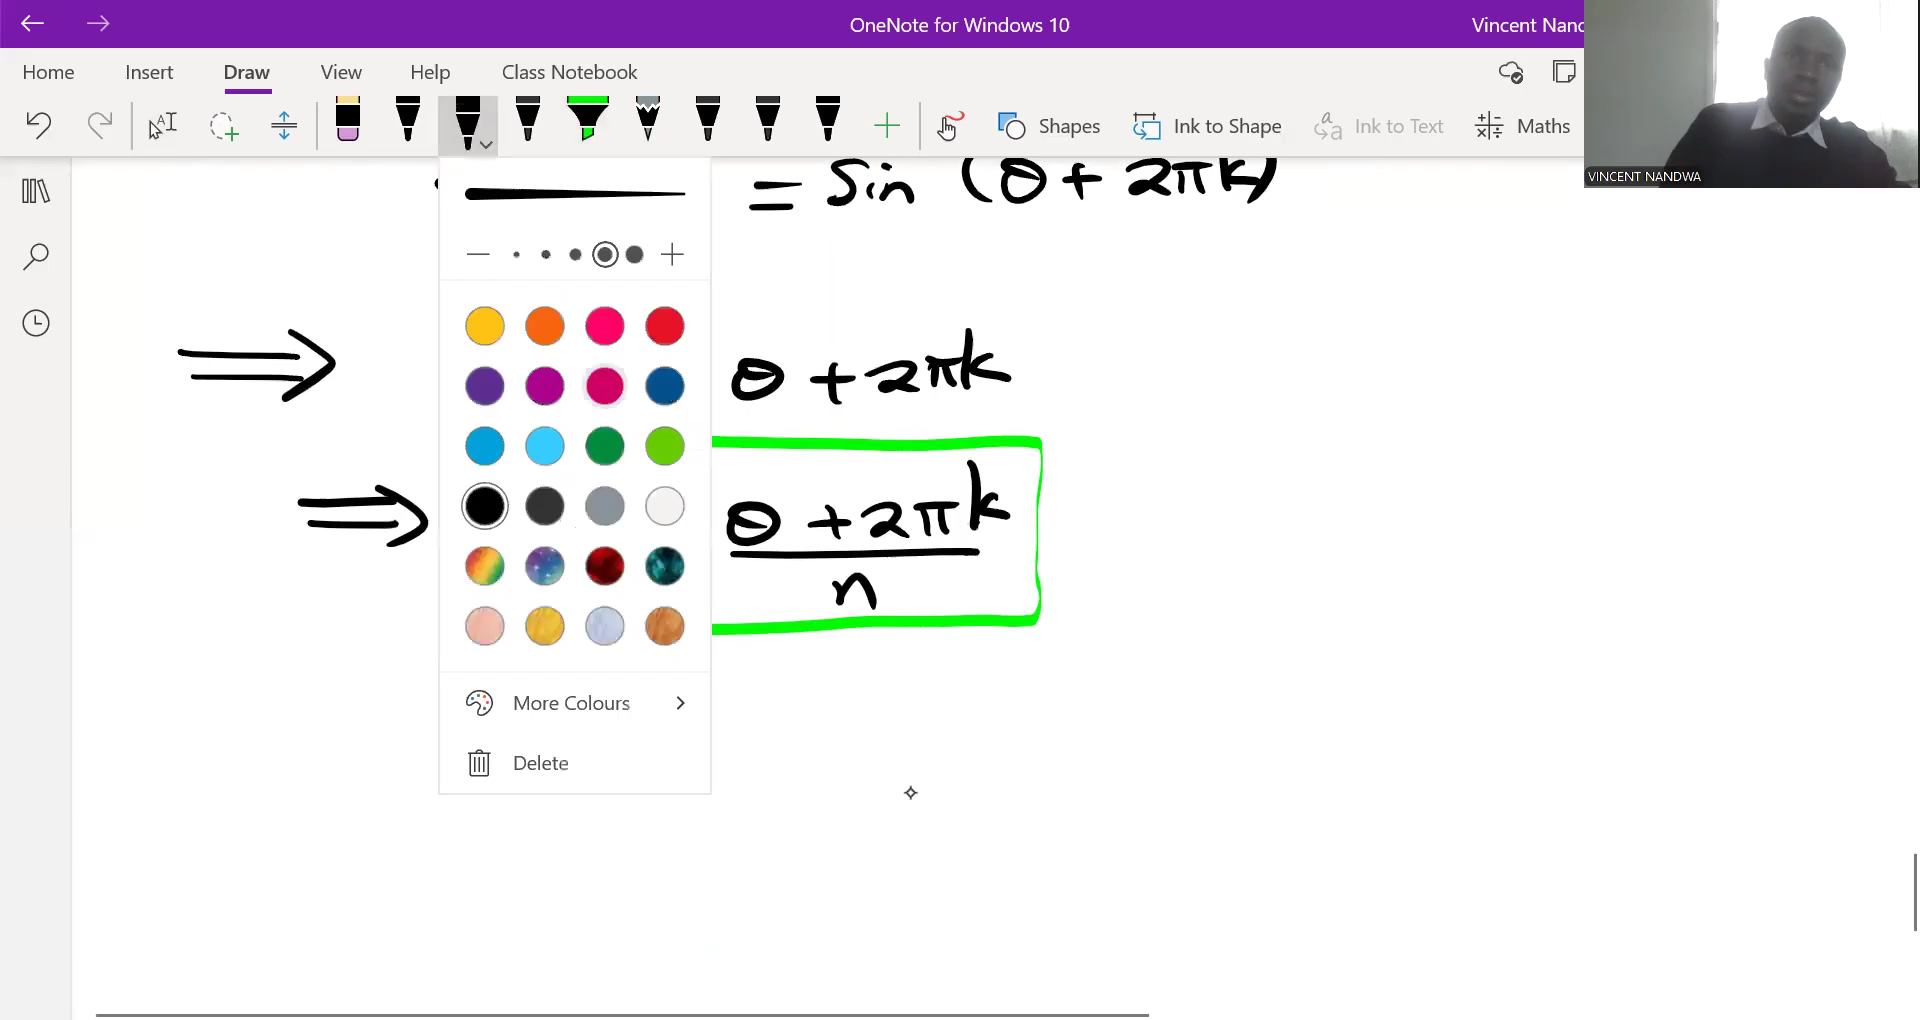 OneNote for Windows 10
Vincent Nand
Home Insert Draw View Help Class Notebook
Shapes Ink to Shape Ink to Text Maths
VINCENT NANDWA
= Sin (θ + 2πk)
⇒ θ + 2πk
⇒ θ + 2πk
n
More Colours
Delete